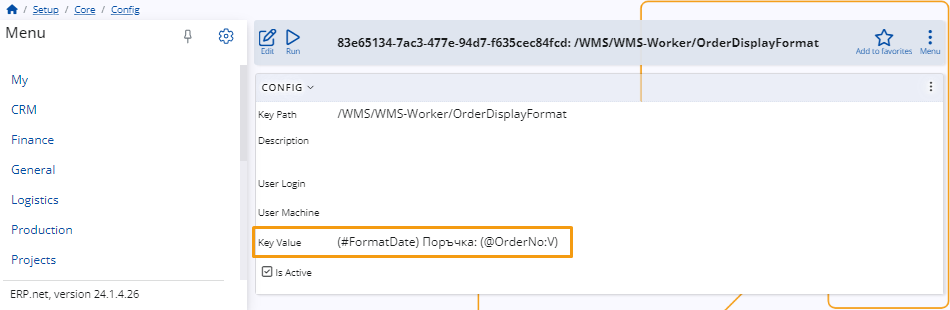 / Setup / Core / Config
Menu
My
CRM
Finance
General
Logistics
Production
Projects
ERP.net, version 24.1.4.26
Edit
Run
83e65134-7ac3-477e-94d7-f635cec84fcd: /WMS/WMS-Worker/OrderDisplayFormat
Add to favorites
Menu
CONFIG
Key Path /WMS/WMS-Worker/OrderDisplayFormat
Description
User Login
User Machine
Key Value (#FormatDate) Поръчка: (@OrderNo:V)
Is Active